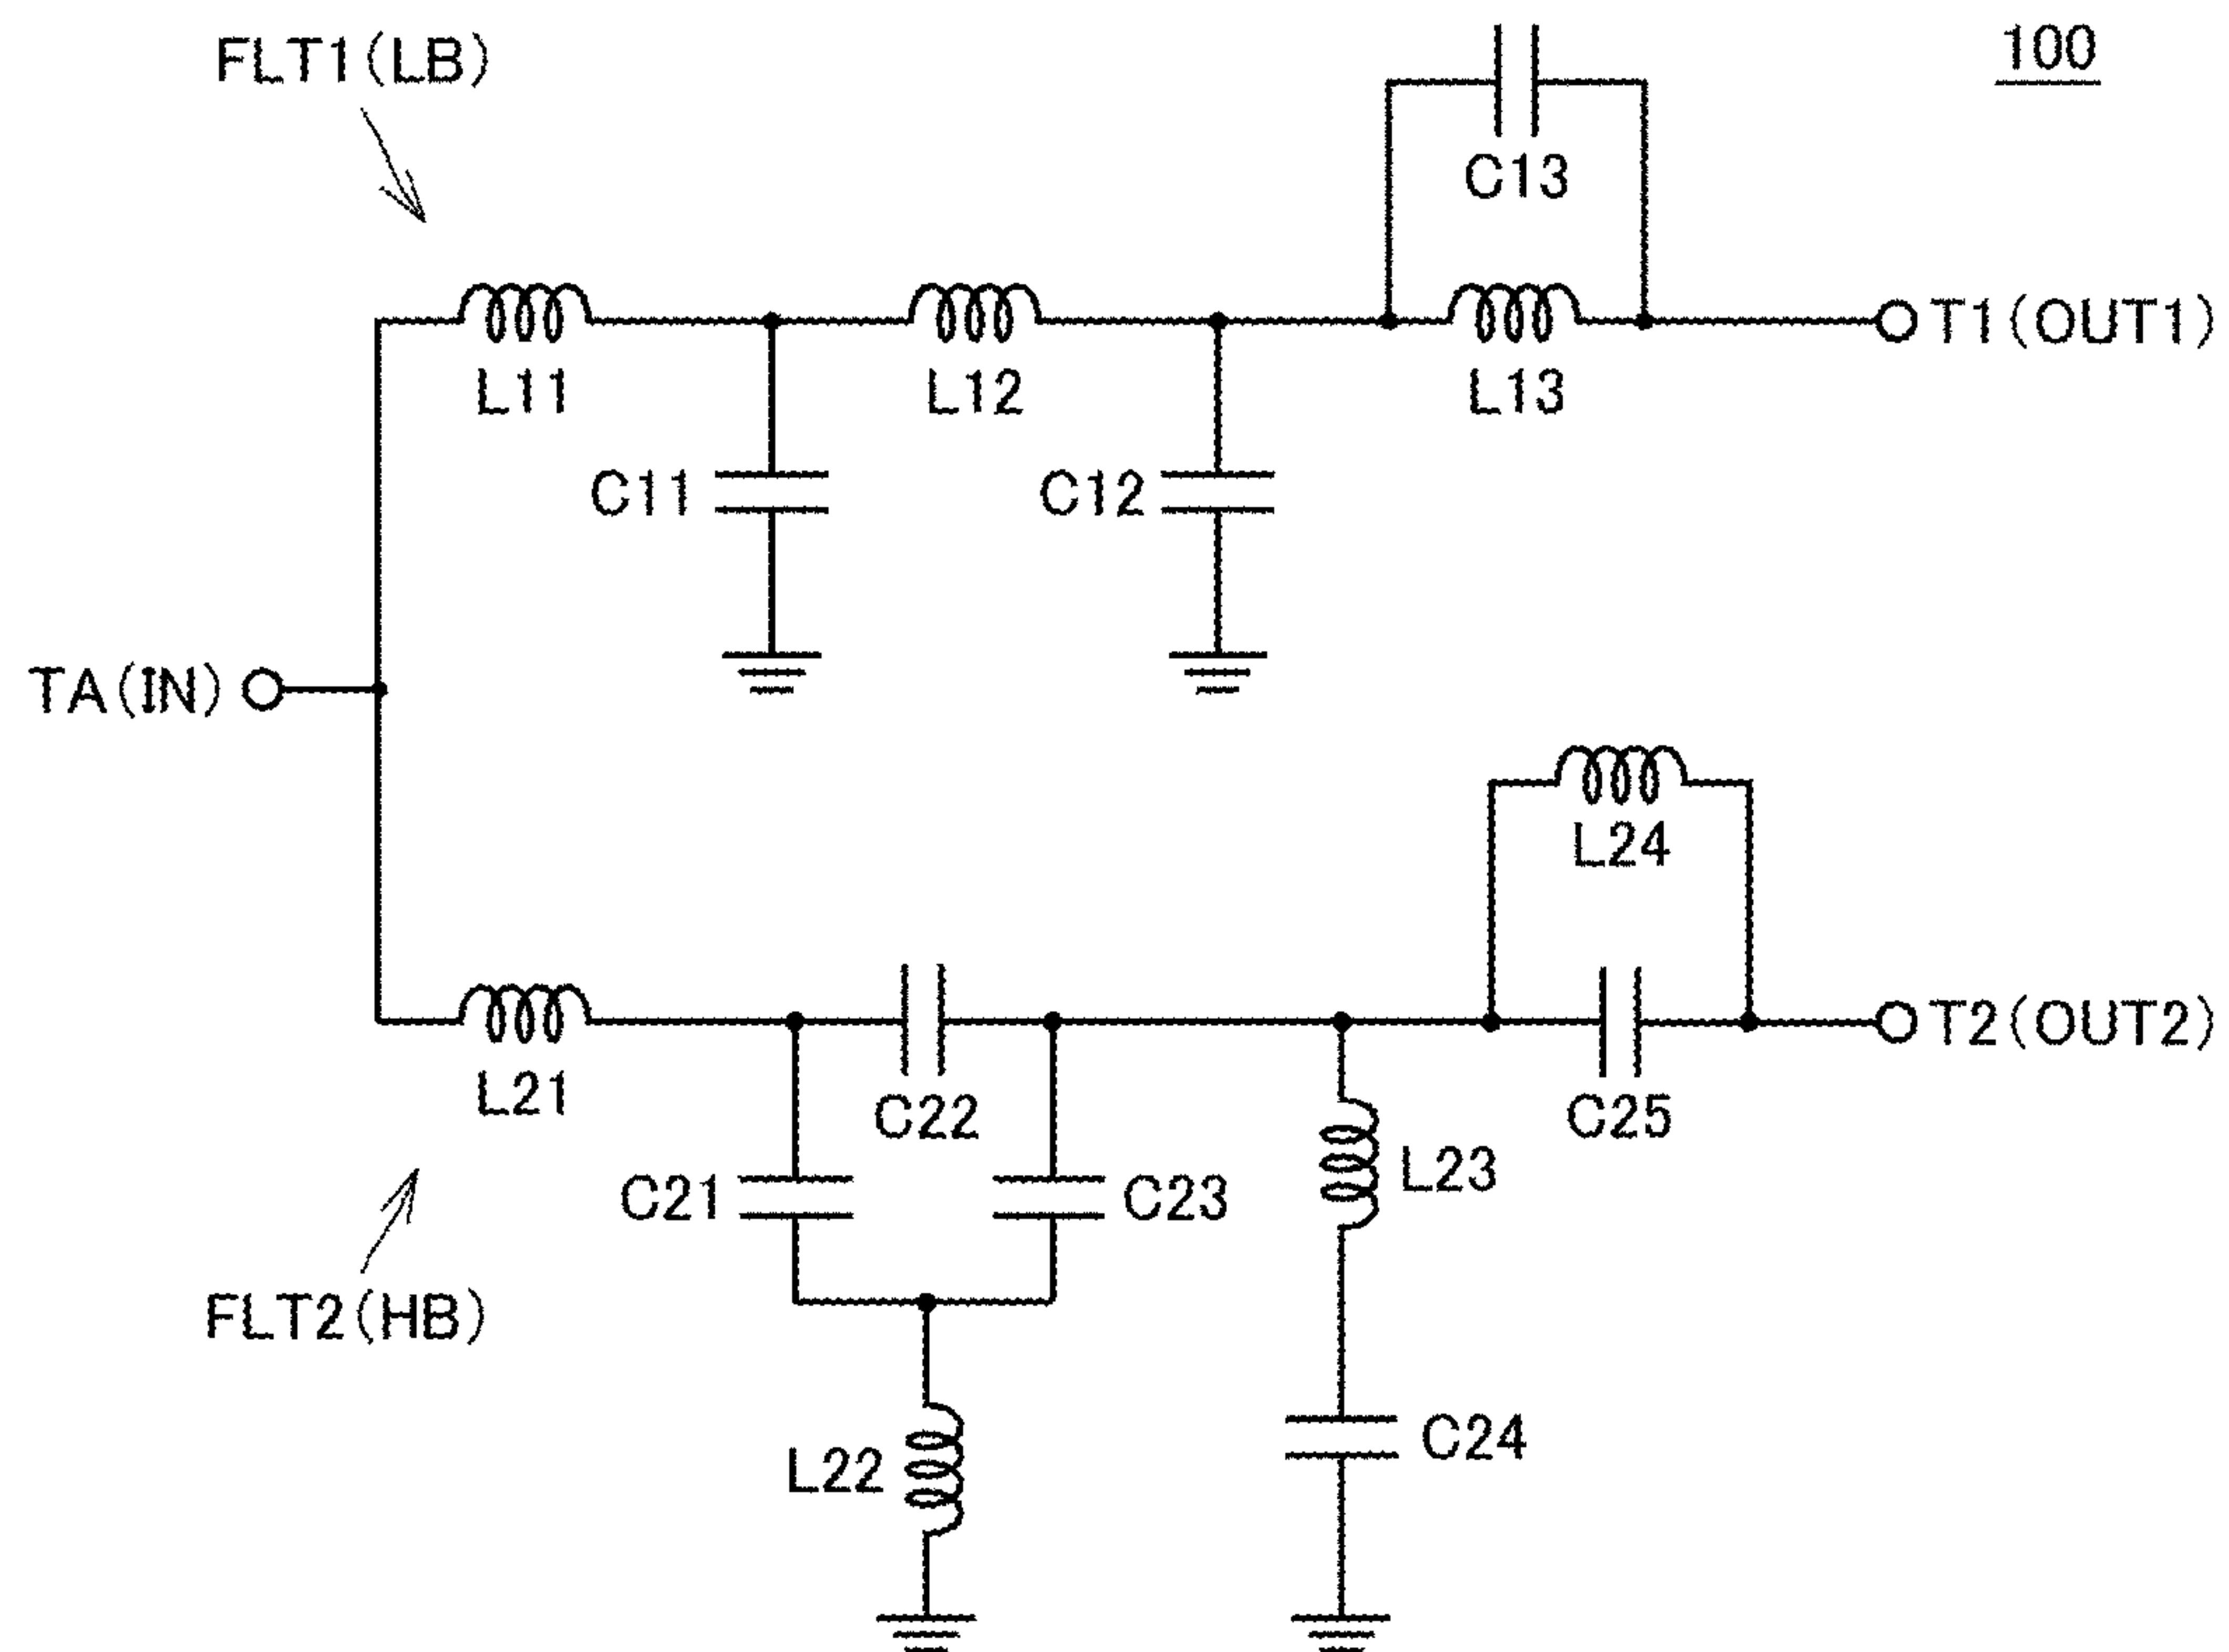 FLT1(LB)
100
C13
T1(OUT1)
L11
L12
L13
C11
C12
TA(IN)
L24
T2(OUT2)
L21
C22
C25
L23
C21
C23
FLT2(HB)
C24
L22